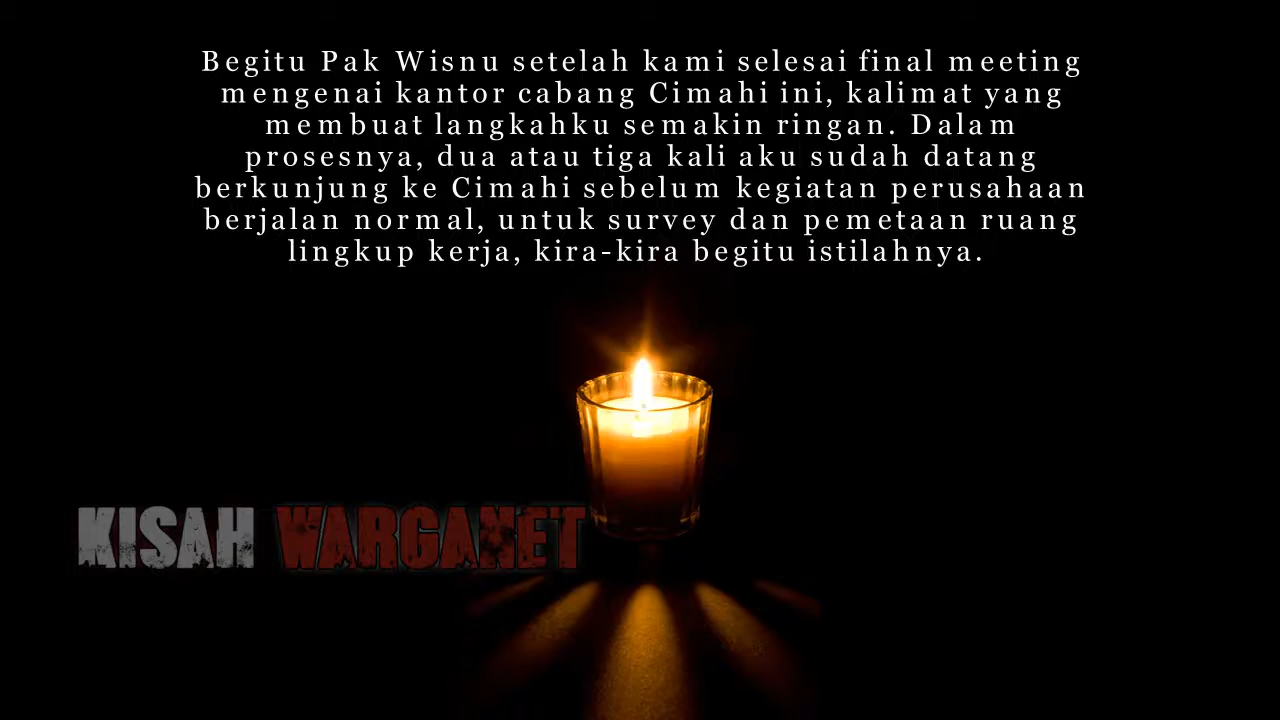 Begitu Pak Wisnu setelah kami selesai final meeting
mengenai kantor cabang Cimahi ini, kalimat yang
membuat langkahku semakin ringan. Dalam
prosesnya, dua atau tiga kali aku sudah datang
berkunjung ke Cimahi sebelum kegiatan perusahaan
berjalan normal, untuk survey dan pemetaan ruang
lingkup kerja, kira-kira begitu istilahnya.
KISAH WARGANET